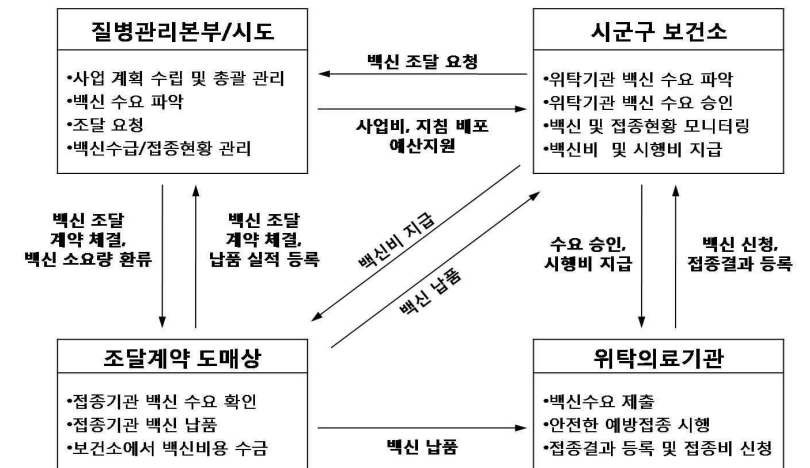 질병관리본부/시도
•사업 계획 수립 및 총괄 관리
•백신 수요 파악
•조달 요청
•백신수급/접종현황 관리
백신 조달 요청
사업비, 지침 배포
예산지원
시군구 보건소
•위탁기관 백신 수요 파악
•위탁기관 백신 수요 승인
•백신 및 접종현황 모니터링
•백신비 및 시행비 지급
백신 조달
계약 체결,
백신 소요량 환류
백신 조달
계약 체결,
납품 실적 등록
백신비 지급
백신 납품
수요 승인,
시행비 지급
백신 신청,
접종결과 등록
조달계약 도매상
•접종기관 백신 수요 확인
•접종기관 백신 납품
•보건소에서 백신비용 수금
백신 납품
위탁의료기관
•백신수요 제출
•안전한 예방접종 시행
•접종결과 등록 및 접종비 신청